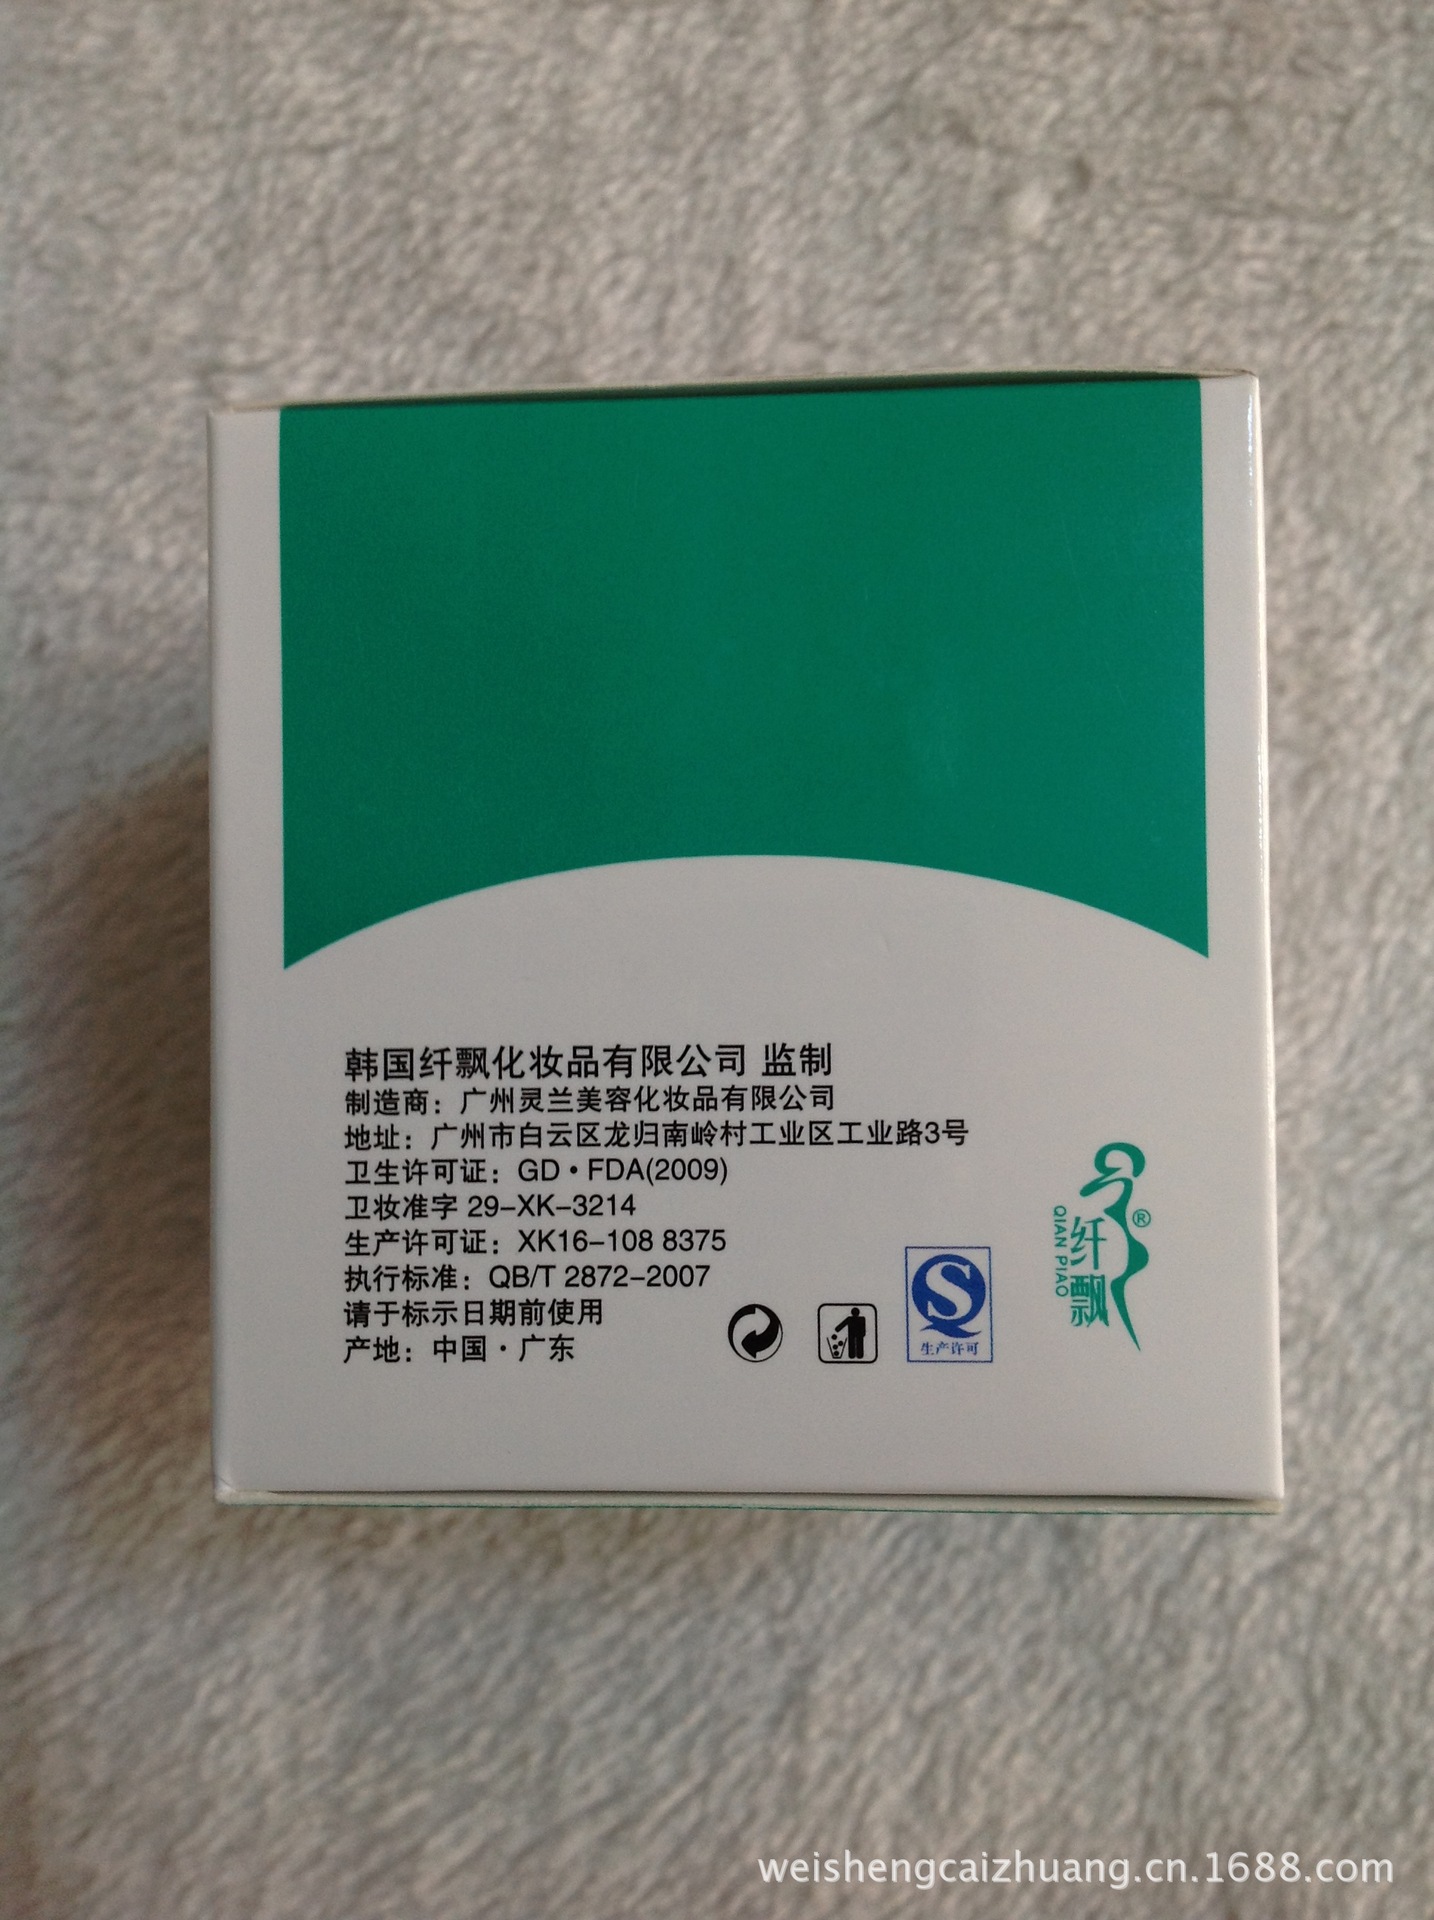 韩国纤飘化妆品有限公司 监制
制造商：广州灵兰美容化妆品有限公司
地址：广州市白云区龙归南岭村工业区工业路3号
卫生许可证：GD·FDA(2009)
卫妆准字 29-XK-3214
生产许可证：XK16-108 8375
执行标准：QB/T 2872-2007
请于标示日期前使用
产地：中国·广东
生产许可
纤飘®
QIAN PIAO
weishengcaizhuang.cn.1688.com